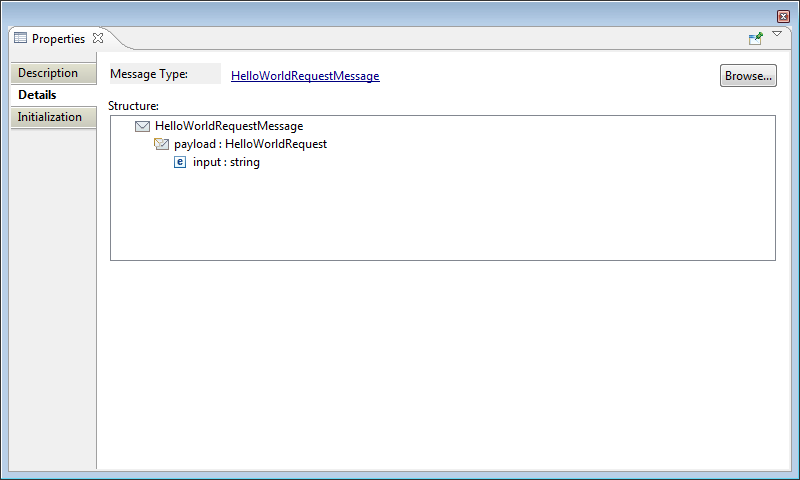 Properties
Description
Details
Initialization
Message Type:
HelloWorldRequestMessage
Browse...
Structure:
HelloWorldRequestMessage
payload : HelloWorldRequest
e input : string